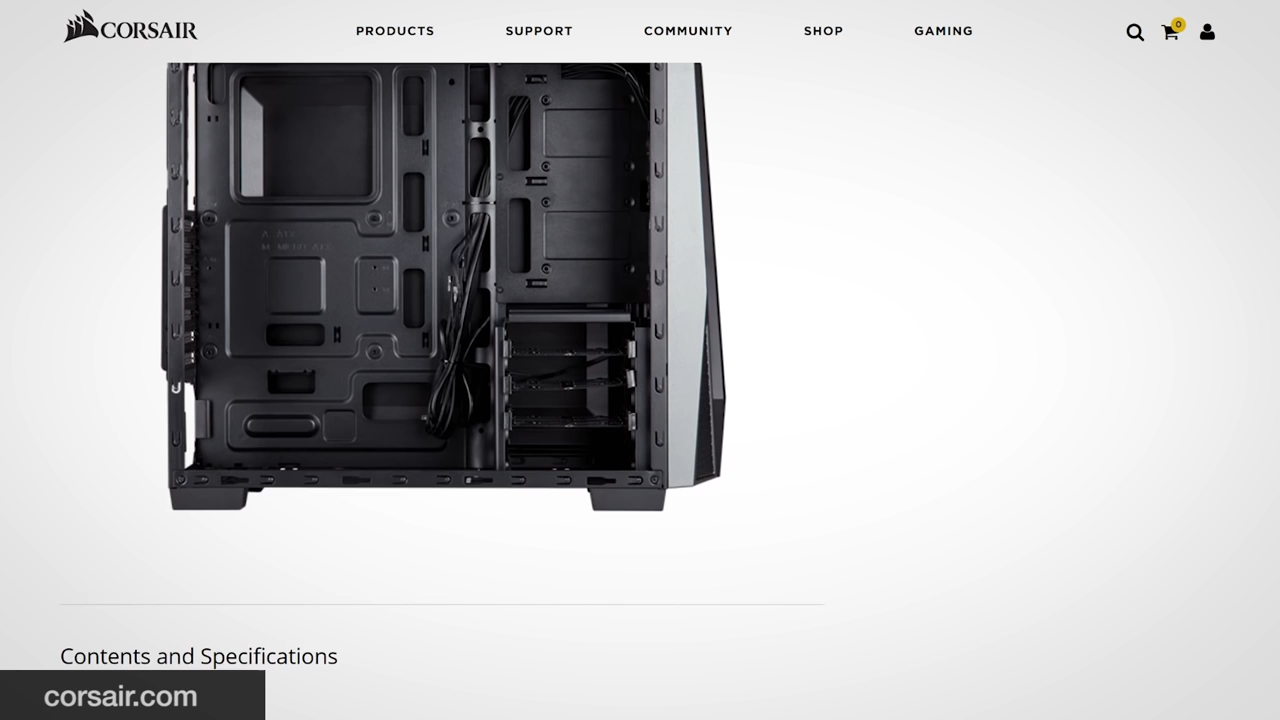 CORSAIR
PRODUCTS
SUPPORT
COMMUNITY
SHOP
GAMING
0
Contents and Specifications
corsair.com